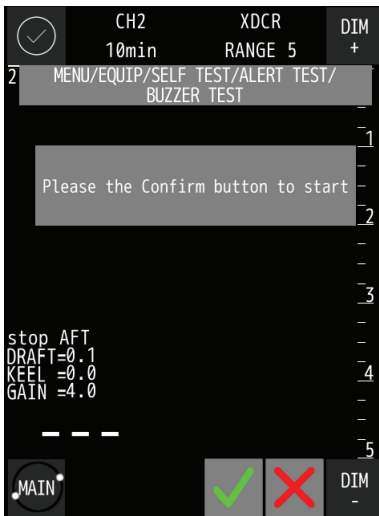 CH2 XDCR DIM
10min RANGE 5 +
2 MENU/EQUIP/SELF TEST/ALERT TEST/
BUZZER TEST
1
Please the Confirm button to start
2
3
stop AFT
DRAFT=0.1
KEEL =0.0
GAIN =4.0
4
5
MAIN DIM
-